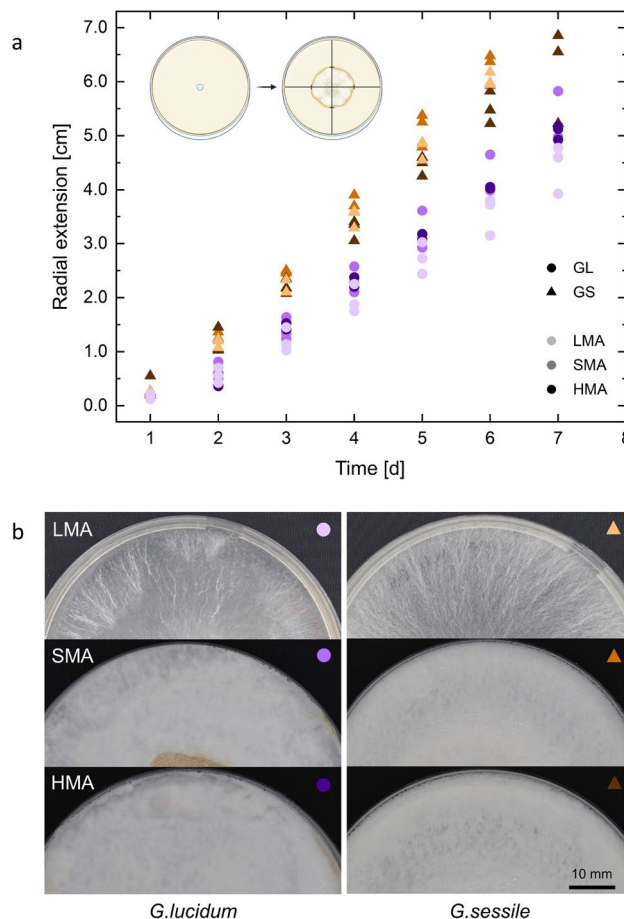 a
Radial extension [cm]
7.0
6.0
5.0
4.0
3.0
2.0
1.0
0.0
GL
GS
LMA
SMA
HMA
1 2 3 4 5 6 7 8
Time [d]
b
LMA
SMA
HMA
10 mm
G.lucidum G.sessile